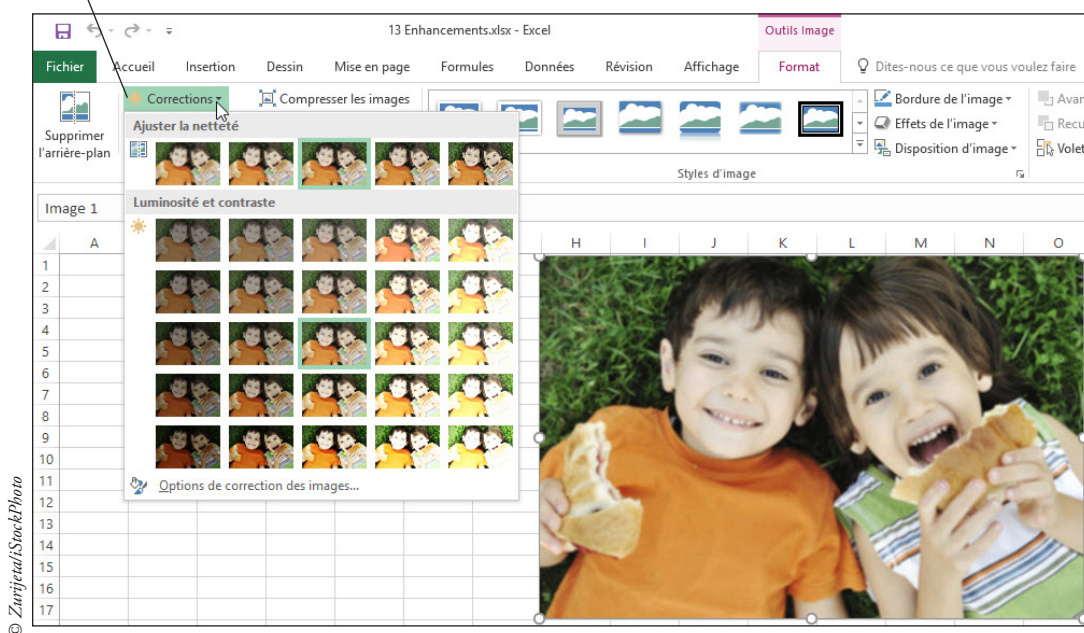 13 Enhancements.xlsx - Excel
Outils Image
Fichier Accueil Insertion Dessin Mise en page Formules Données Révision Affichage Format Dites-nous ce que vous voulez faire
Supprimer
l'arrière-plan
Corrections
Compresser les images
Bordure de l'image
Effets de l'image
Disposition d'image
Avan
Recu
Volet
Styles d'image
Ajuster la netteté
Luminosité et contraste
Options de correction des images...
Image 1
A H I J K L M N O
1
2
3
4
5
6
7
8
9
10
11
12
13
14
15
16
17
© Zurijeta/iStockPhoto